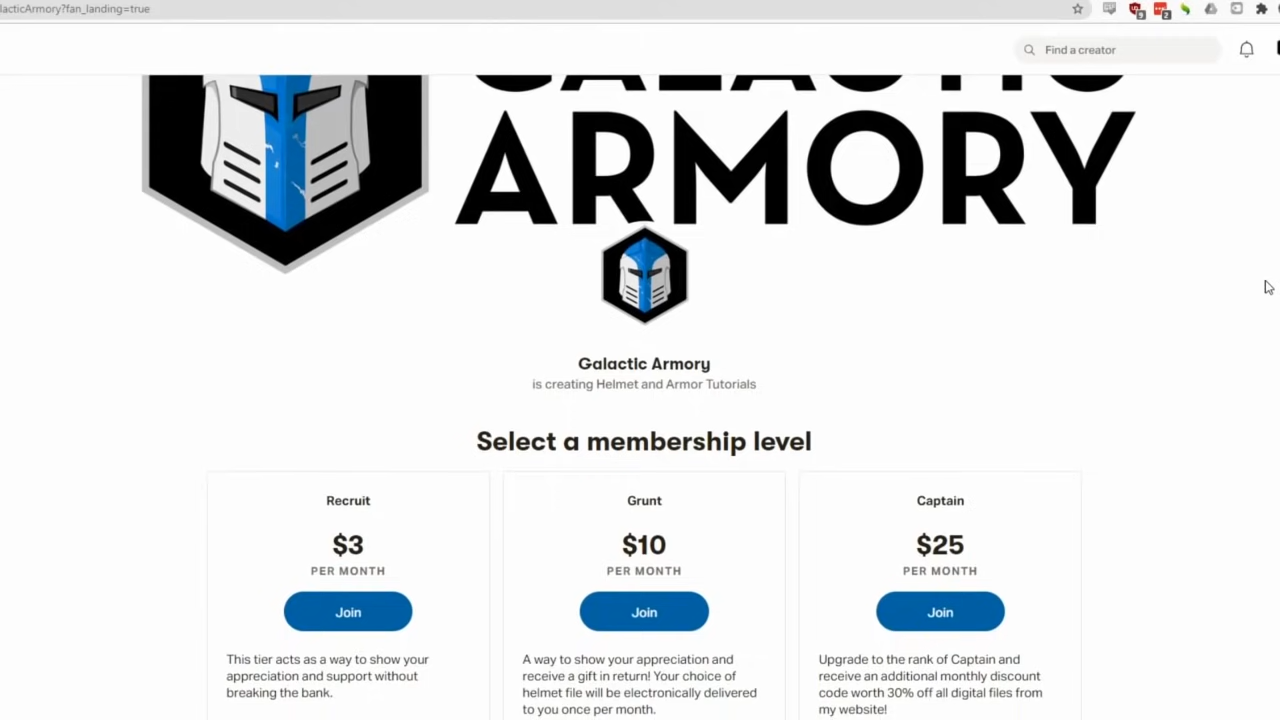 lacticArmory?fan_landing=true
9
2
Find a creator
GALACTIC
ARMORY
Galactic Armory
is creating Helmet and Armor Tutorials
Select a membership level
Recruit
$3
PER MONTH
Join
This tier acts as a way to show your
appreciation and support without
breaking the bank.
Grunt
$10
PER MONTH
Join
A way to show your appreciation and
receive a gift in return! Your choice of
helmet file will be electronically delivered
to you once per month.
Captain
$25
PER MONTH
Join
Upgrade to the rank of Captain and
receive an additional monthly discount
code worth 30% off all digital files from
my website!